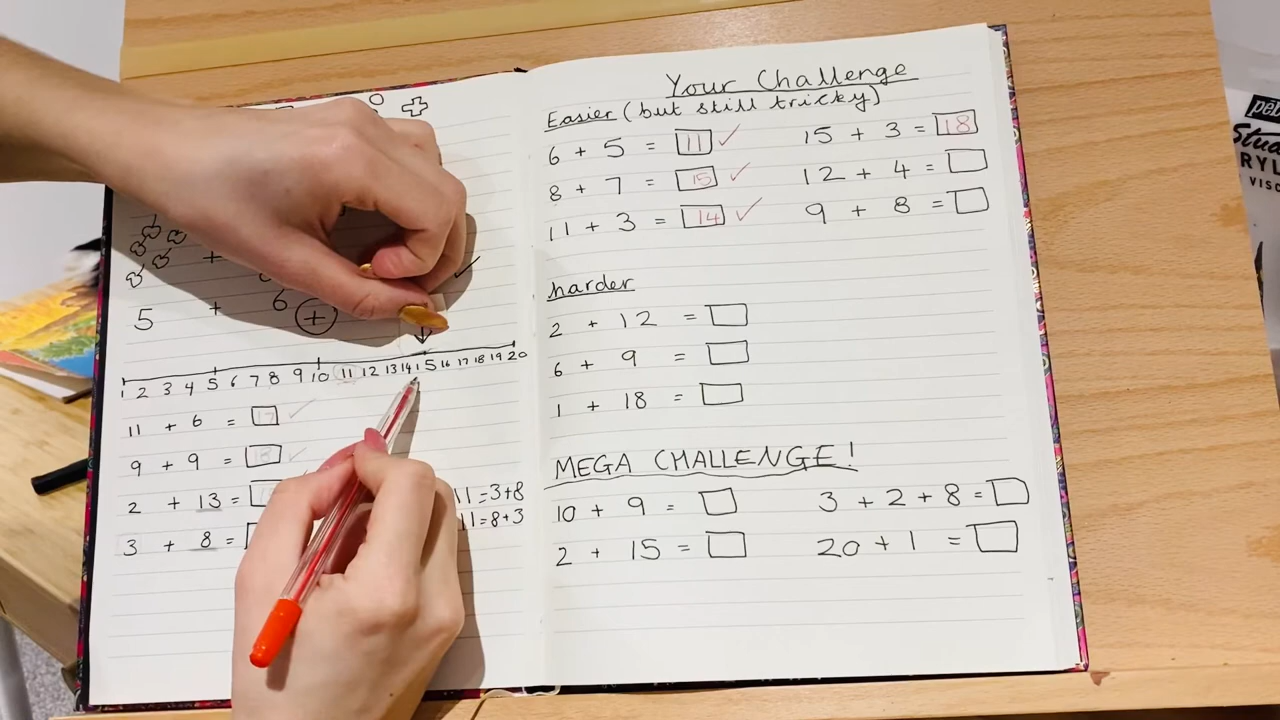 5 + 6 +
1 2 3 4 5 6 7 8 9 10 11 12 13 14 15 16 17 18 19 20
11 + 6 = 17 ✓
9 + 9 = 18 ✓
2 + 13 =
3 + 8 =
11 = 3+8
11 = 8+3
Your Challenge
Easier (but still tricky)
6 + 5 = 11 ✓
8 + 7 = 15 ✓
11 + 3 = 14 ✓
15 + 3 = 18
12 + 4 =
9 + 8 =
harder
2 + 12 =
6 + 9 =
1 + 18 =
MEGA CHALLENGE!
10 + 9 =
2 + 15 =
3 + 2 + 8 =
20 + 1 =